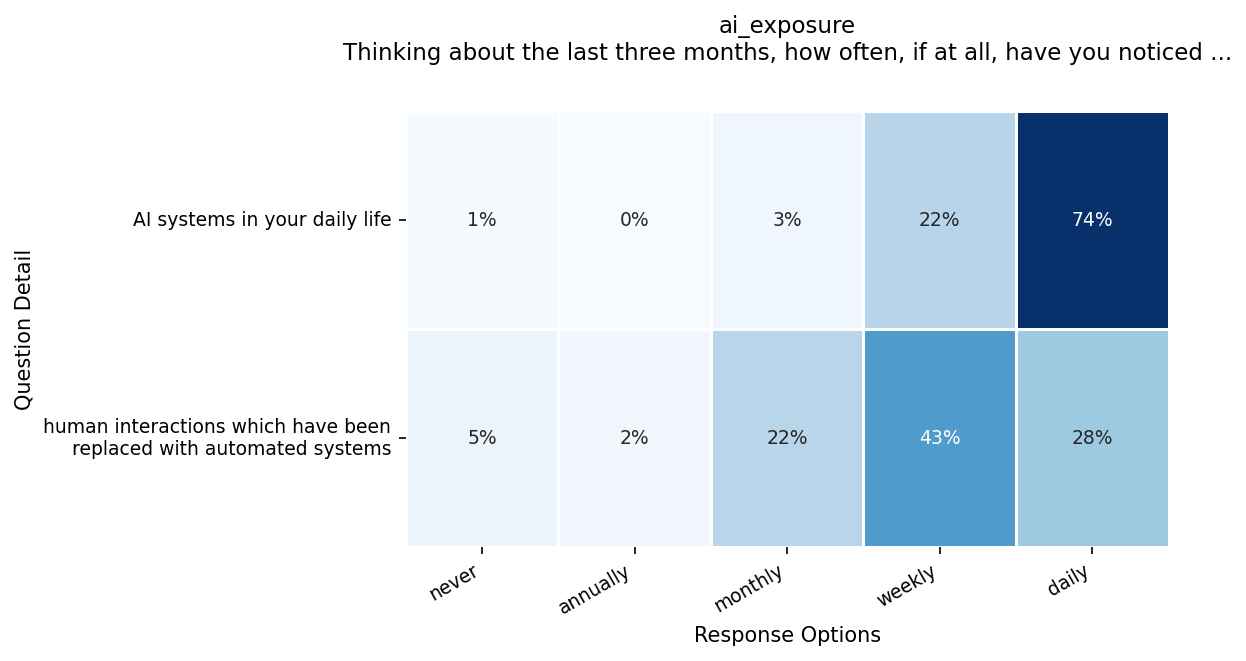 ai_exposure
Thinking about the last three months, how often, if at all, have you noticed ...
Question Detail
AI systems in your daily life
1%
0%
3%
22%
74%
human interactions which have been
replaced with automated systems
5%
2%
22%
43%
28%
never
annually
monthly
weekly
daily
Response Options